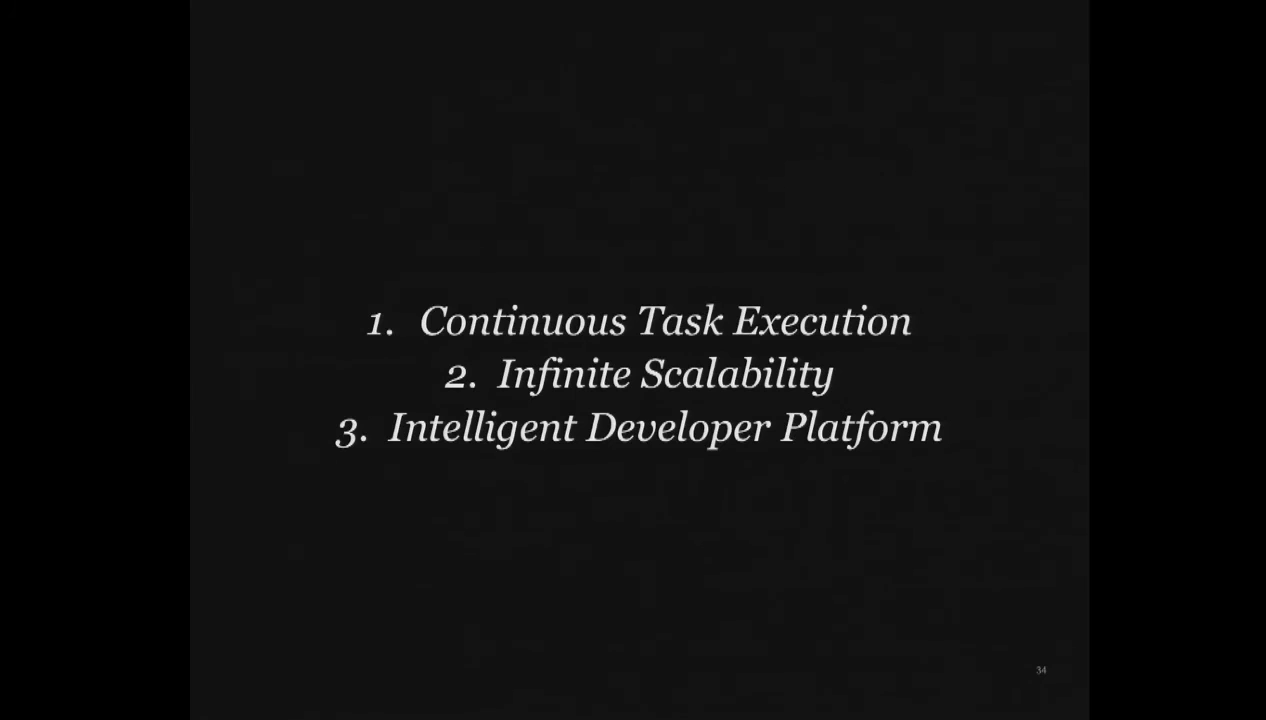 1. Continuous Task Execution
2. Infinite Scalability
3. Intelligent Developer Platform
34